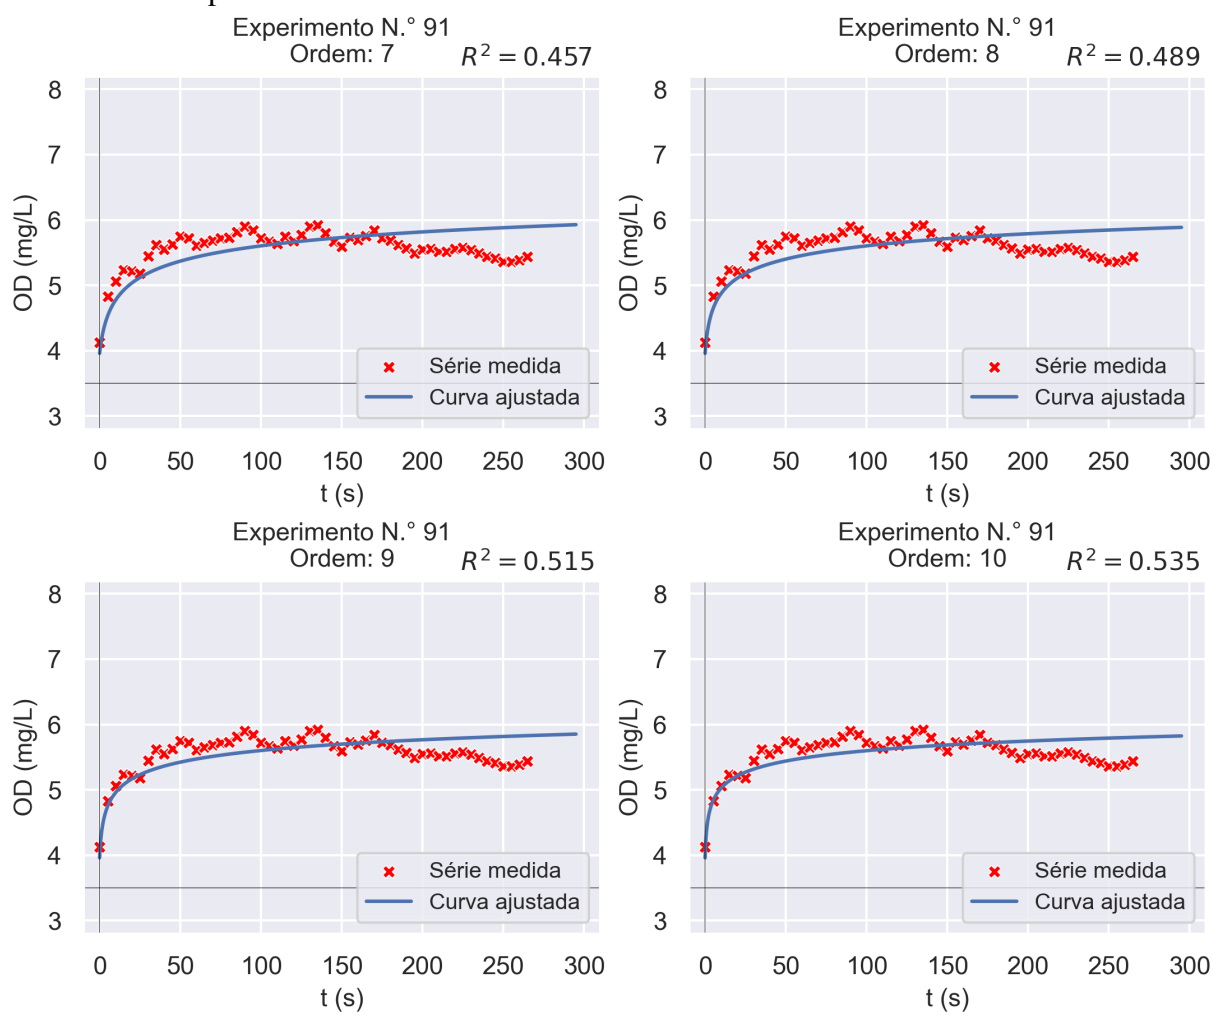 Experimento N.° 91
Ordem: 7
R² = 0.457
8
7
6
5
4
3
OD (mg/L)
Série medida
Curva ajustada
0 50 100 150 200 250 300
t (s)
Experimento N.° 91
Ordem: 8
R² = 0.489
8
7
6
5
4
3
OD (mg/L)
Série medida
Curva ajustada
0 50 100 150 200 250 300
t (s)
Experimento N.° 91
Ordem: 9
R² = 0.515
8
7
6
5
4
3
OD (mg/L)
Série medida
Curva ajustada
0 50 100 150 200 250 300
t (s)
Experimento N.° 91
Ordem: 10
R² = 0.535
8
7
6
5
4
3
OD (mg/L)
Série medida
Curva ajustada
0 50 100 150 200 250 300
t (s)